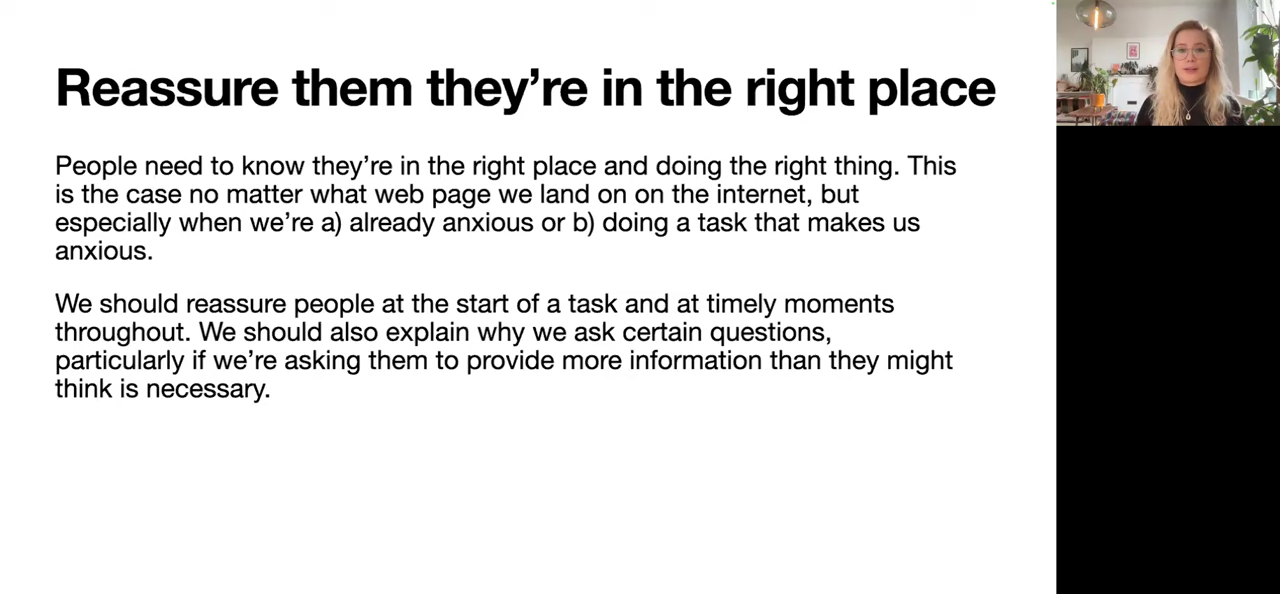 Reassure them they’re in the right place
People need to know they’re in the right place and doing the right thing. This
is the case no matter what web page we land on on the internet, but
especially when we’re a) already anxious or b) doing a task that makes us
anxious.
We should reassure people at the start of a task and at timely moments
throughout. We should also explain why we ask certain questions,
particularly if we’re asking them to provide more information than they might
think is necessary.